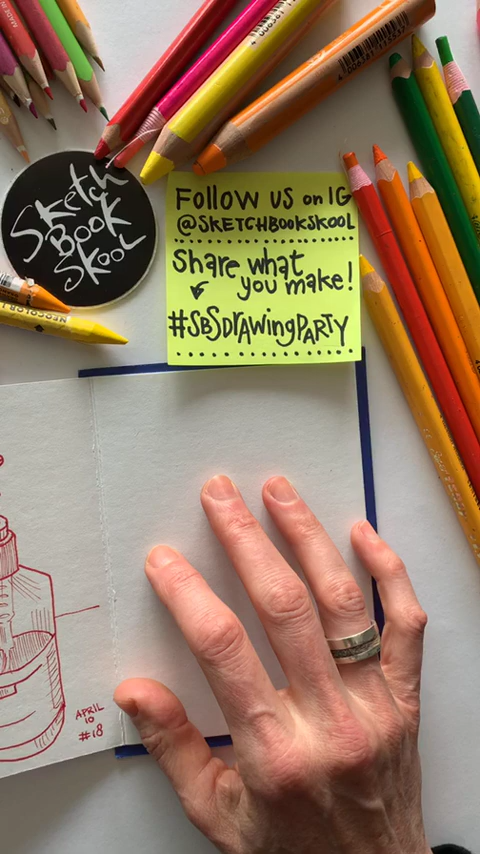 Sketch
Book
Skool
FOLLOW US on IG
@SKETCHBOOKSKOOL
Share what
you make!
#SBSDRAWINGPARTY
NEOCOLOR
APRIL
10
#18